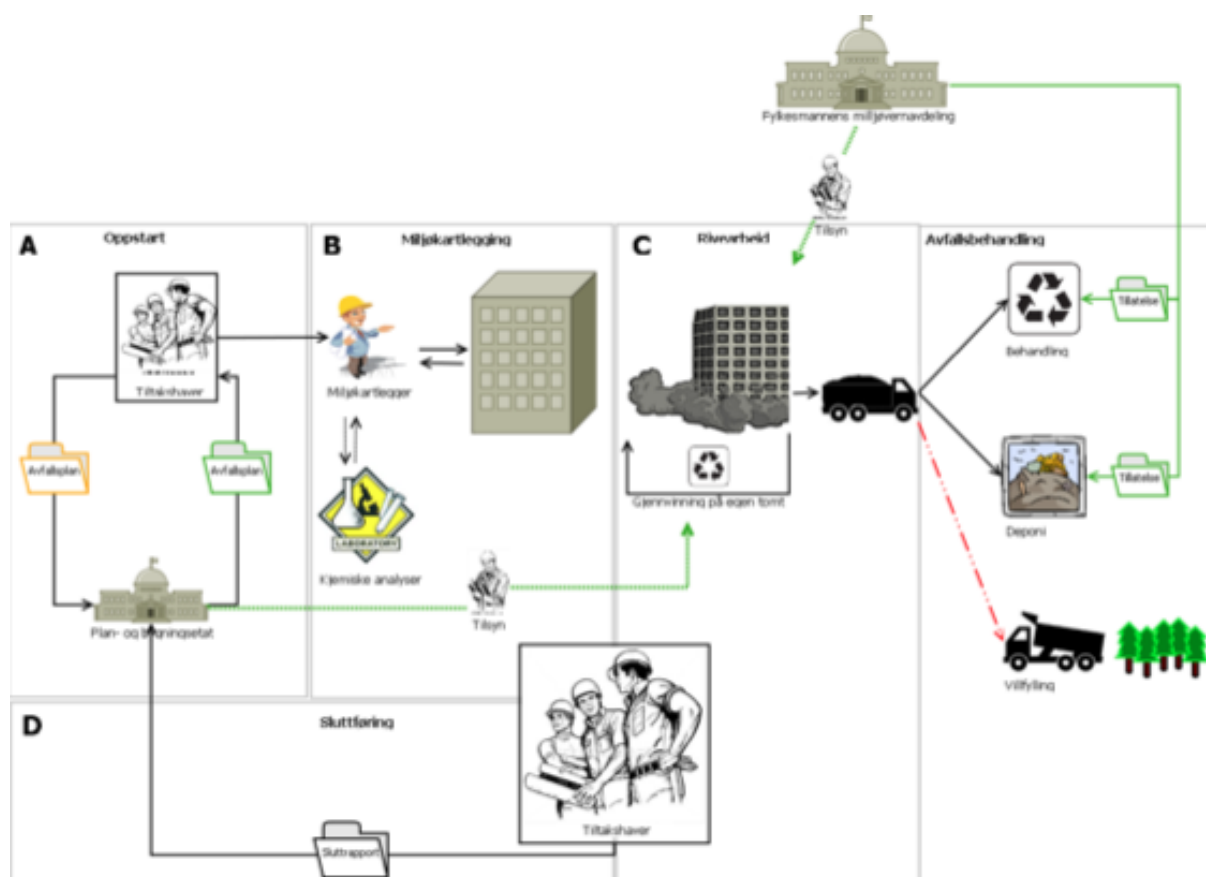 Fylkesmannens miljøvernavdeling
Tilsyn
A
Oppstart
B
Miljøkartlegging
C
Rivearbeid
Avfallsbehandling
Tiltakshaver
Avfallsplan
Avfallsplan
Plan- og bygningsetat
Miljøkartlegger
LABORATORY
Kjemiske analyser
Tilsyn
Gjenvinning på egen tomt
Behandling
Tillatelse
Deponi
Tillatelse
Villfylling
D
Sluttføring
Tiltakshaver
Sluttrapport